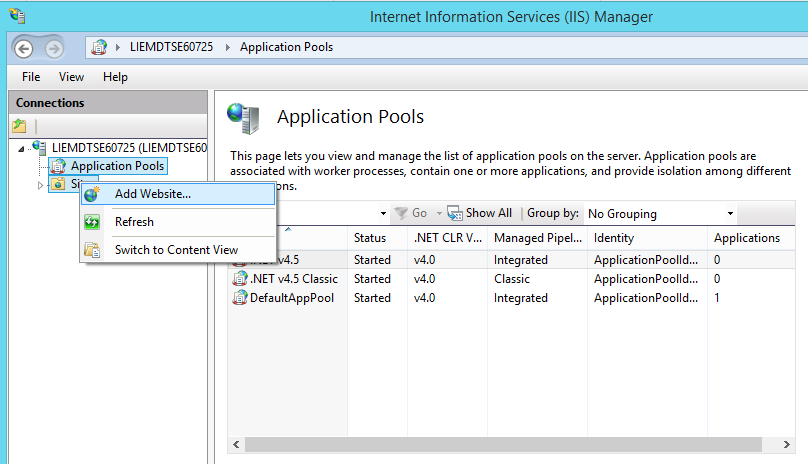 Internet Information Services (IIS) Manager
LIEMDTSE60725 Application Pools
File View Help
Connections
LIEMDTSE60725 (LIEMDTSE60
Application Pools
Add Website...
Refresh
Switch to Content View
Application Pools
This page lets you view and manage the list of application pools on the server. Application pools are
associated with worker processes, contain one or more applications, and provide isolation among different
Go Show All Group by: No Grouping
Status .NET CLR V... Managed Pipel... Identity Applications
.NET v4.5 Started v4.0 Integrated ApplicationPoolId... 0
.NET v4.5 Classic Started v4.0 Classic ApplicationPoolId... 0
DefaultAppPool Started v4.0 Integrated ApplicationPoolId... 1